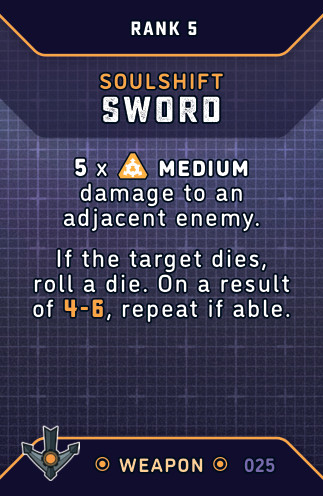 RANK 5
SOULSHIFT
SWORD
5 x MEDIUM
damage to an
adjacent enemy.
If the target dies,
roll a die. On a result
of 4-6, repeat if able.
WEAPON 025